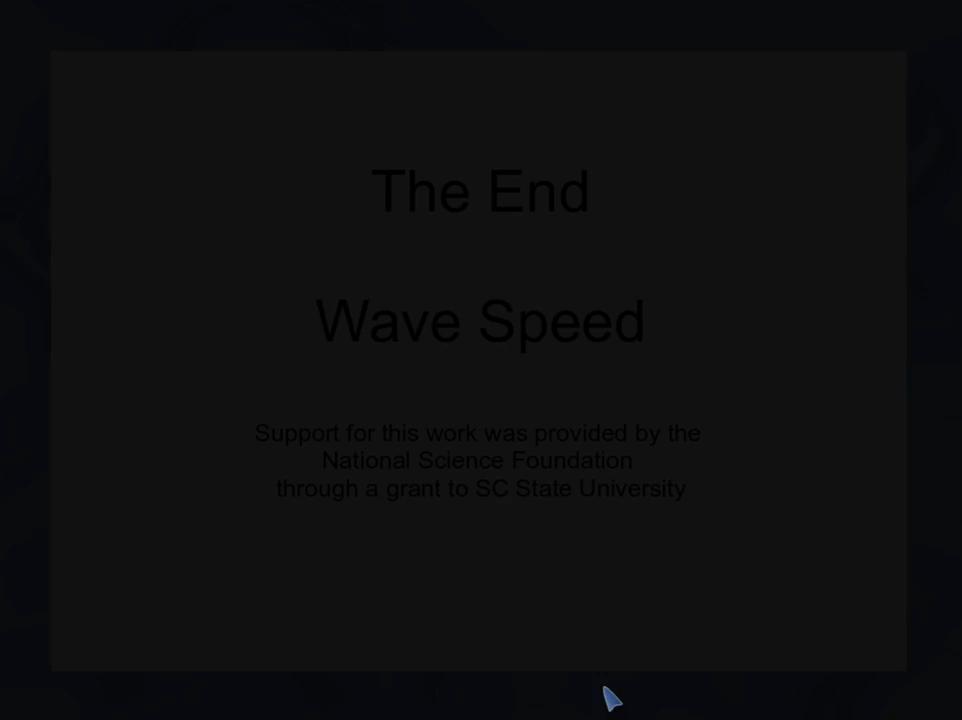 The End
Wave Speed
Support for this work was provided by the
National Science Foundation
through a grant to SC State University